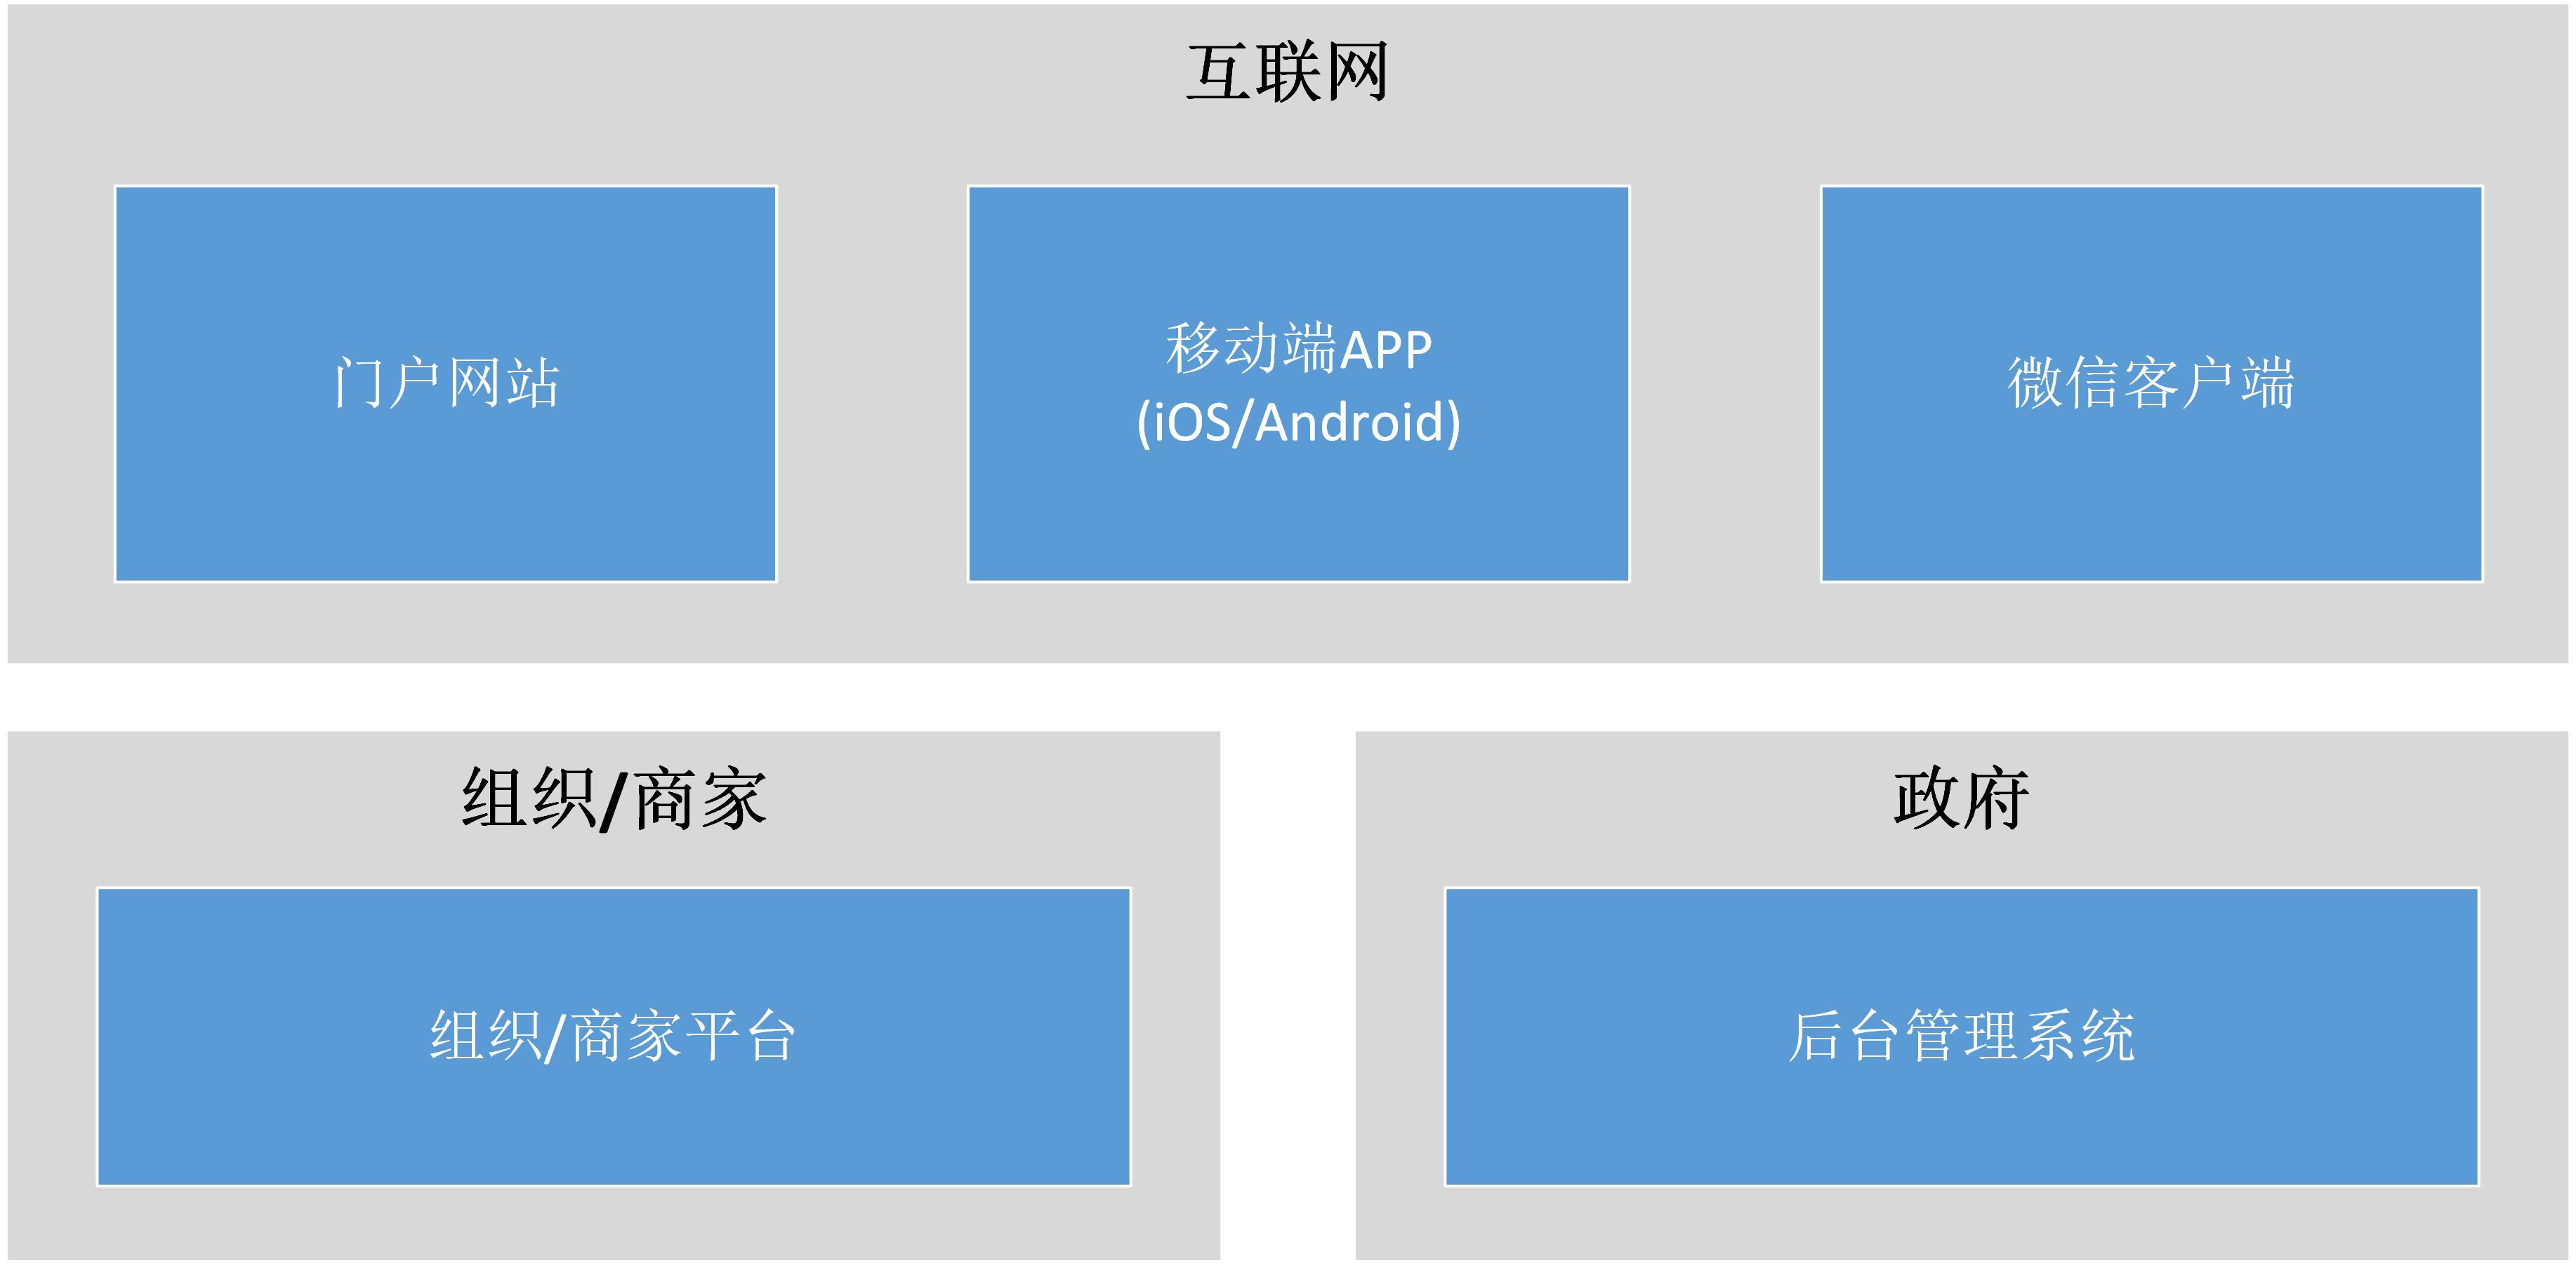 互联网
门户网站
移动端APP
(iOS/Android)
微信客户端
组织/商家
政府
组织/商家平台
后台管理系统